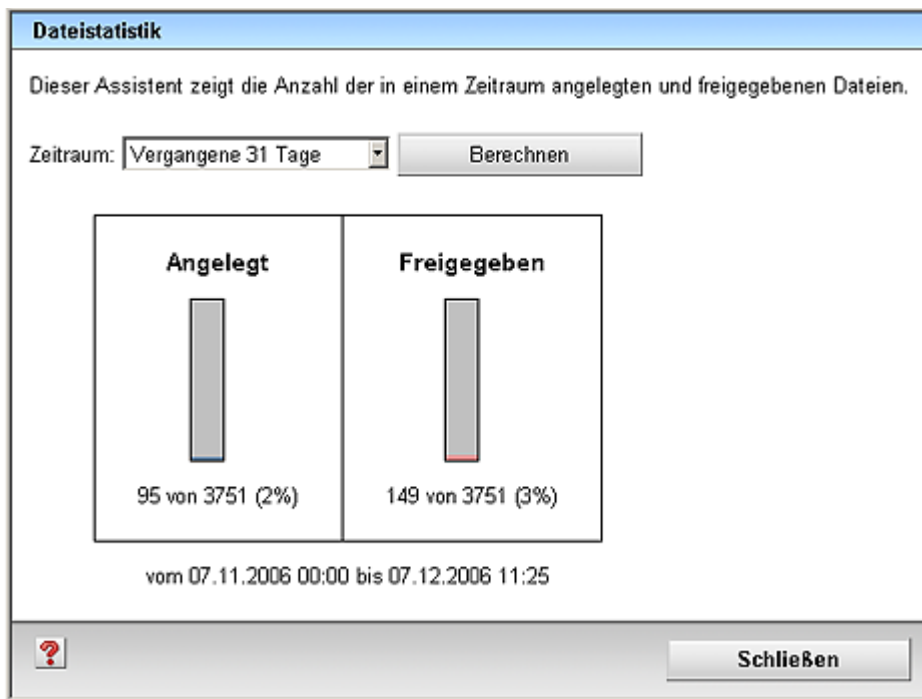 Dateistatistik
Dieser Assistent zeigt die Anzahl der in einem Zeitraum angelegten und freigegebenen Dateien.
Zeitraum: Vergangene 31 Tage Berechnen
Angelegt Freigegeben
95 von 3751 (2%) 149 von 3751 (3%)
vom 07.11.2006 00:00 bis 07.12.2006 11:25
? Schließen